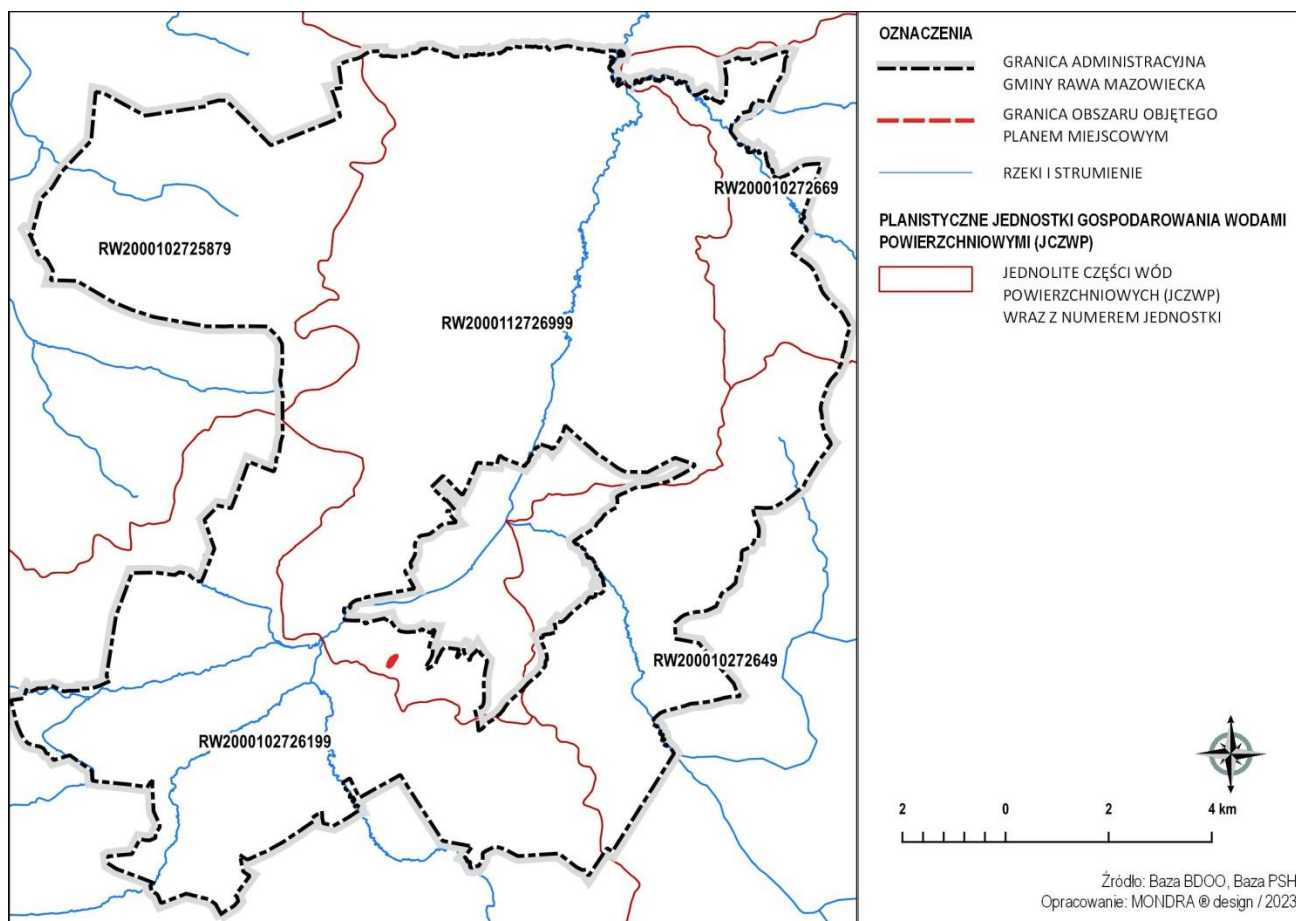 OZNACZENIA
GRANICA ADMINISTRACYJNA
GMINY RAWA MAZOWIECKA
GRANICA OBSZARU OBJĘTEGO
PLANEM MIEJSCOWYM
RZEKI I STRUMIENIE
PLANISTYCZNE JEDNOSTKI GOSPODAROWANIA WODAMI
POWIERZCHNIOWYMI (JCZWP)
JEDNOLITE CZĘŚCI WÓD
POWIERZCHNIOWYCH (JCZWP)
WRAZ Z NUMEREM JEDNOSTKI
RW200010272669
RW2000102725879
RW2000112726999
RW200010272649
RW2000102726199
2 0 2 4 km
Źródło: Baza BDOO, Baza PSH
Opracowanie: MONDRA ® design / 2023